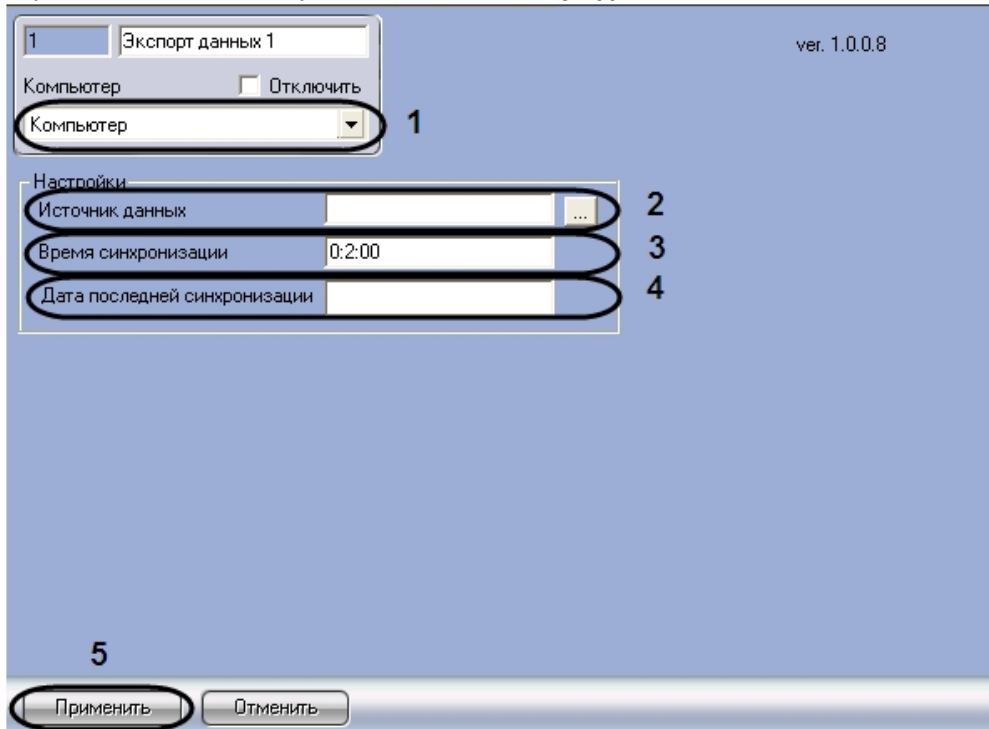 1 Экспорт данных 1
ver. 1.0.0.8
Компьютер Отключить
Компьютер 1
Настройки
Источник данных ... 2
Время синхронизации 0:2:00 3
Дата последней синхронизации 4
5
Применить Отменить